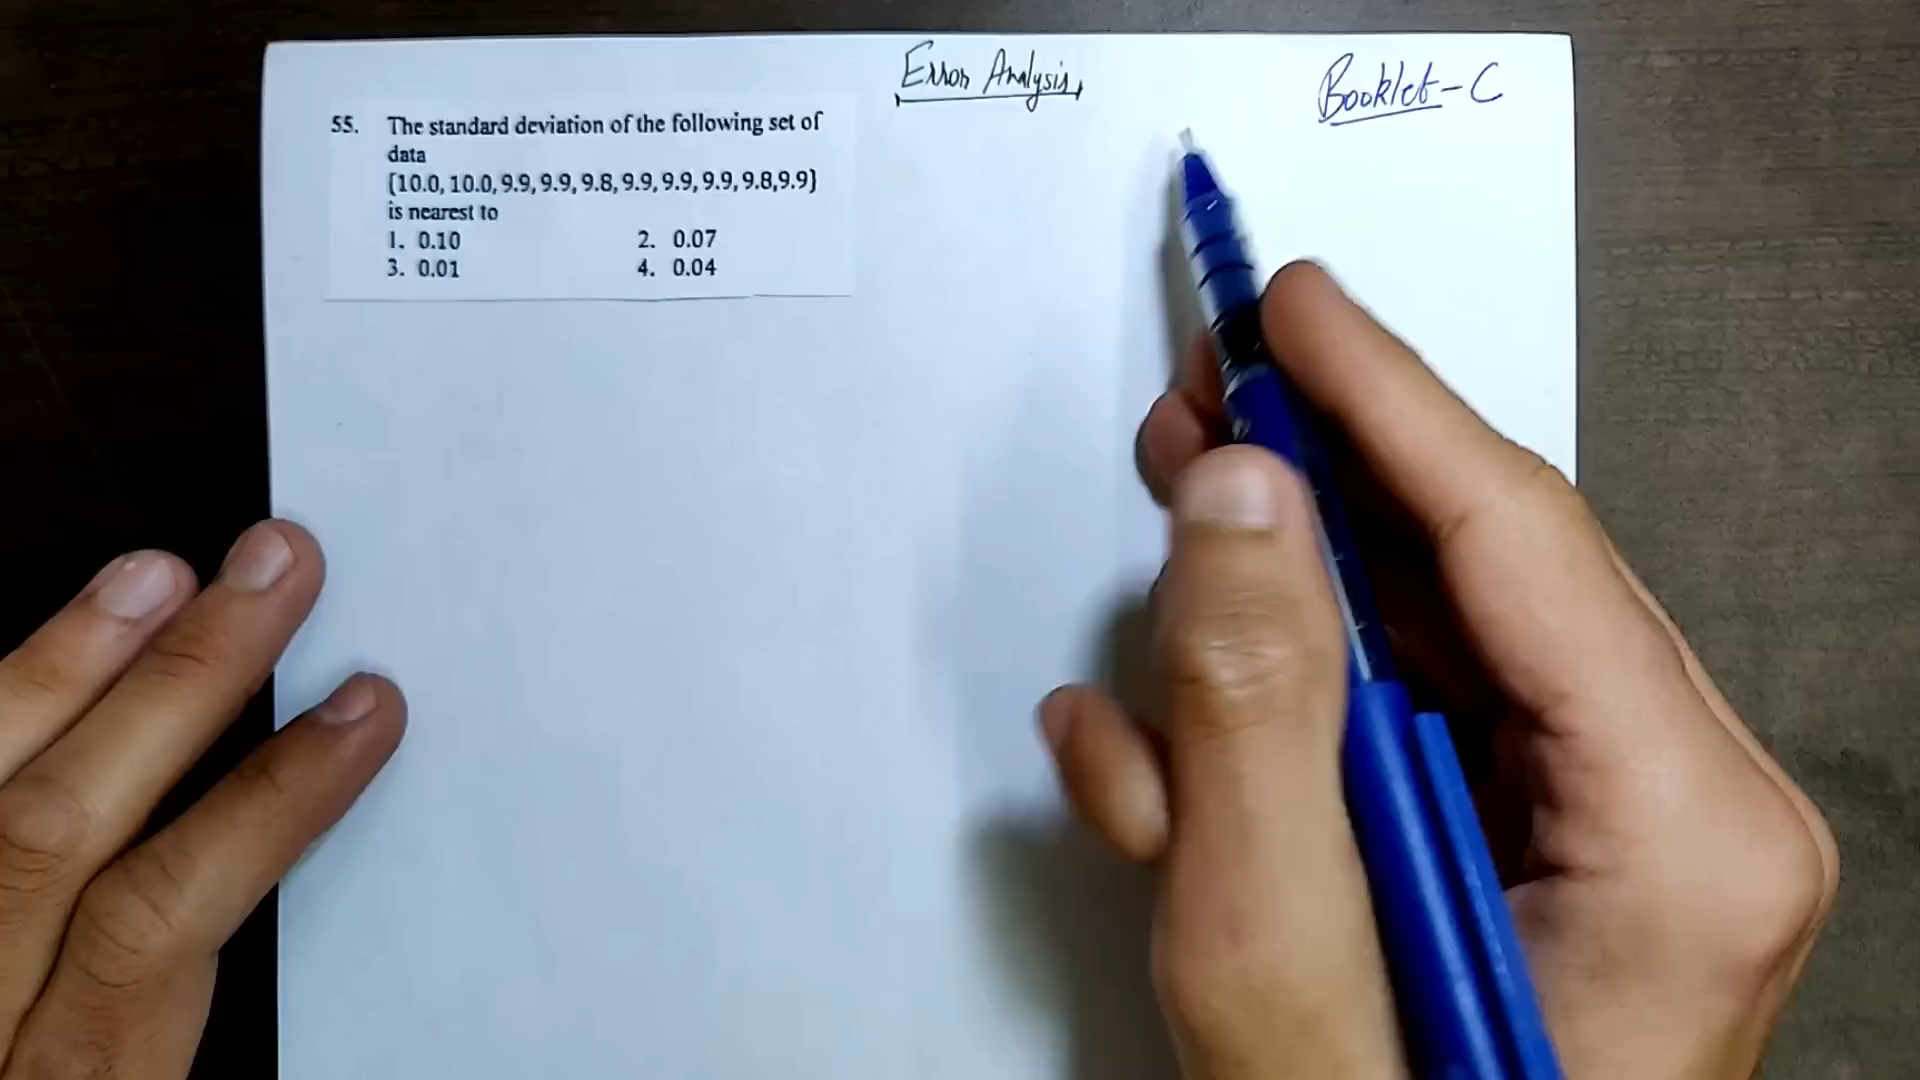 Error Analysis
Booklet-C
55. The standard deviation of the following set of
data
{10.0, 10.0, 9.9, 9.9, 9.8, 9.9, 9.9, 9.9, 9.8,9.9}
is nearest to
1. 0.10 2. 0.07
3. 0.01 4. 0.04